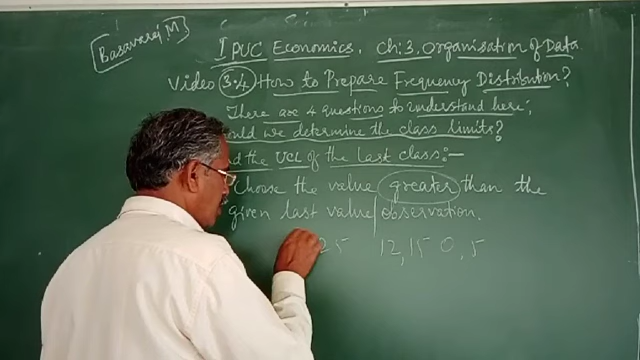 Basavaraj M
I PUC Economics. Ch: 3. Organisation of Data.
Video 3.4 How to Prepare Frequency Distribution?
There are 4 questions to understand here;
we determine the class limits?
the UCL of the Last class:-
Choose the value greater than the
given last value | observation.
25 12, 15 0, 5